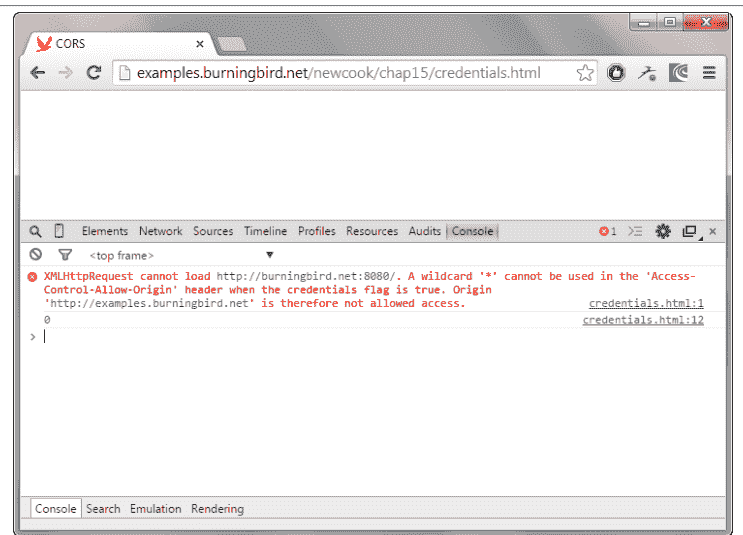 CORS
examples.burningbird.net/newcook/chap15/credentials.html
Elements Network Sources Timeline Profiles Resources Audits Console 1
<top frame>
XMLHttpRequest cannot load http://burningbird.net:8080/. A wildcard '*' cannot be used in the 'Access-
Control-Allow-Origin' header when the credentials flag is true. Origin
'http://examples.burningbird.net' is therefore not allowed access. credentials.html:1
0 credentials.html:12
Console Search Emulation Rendering